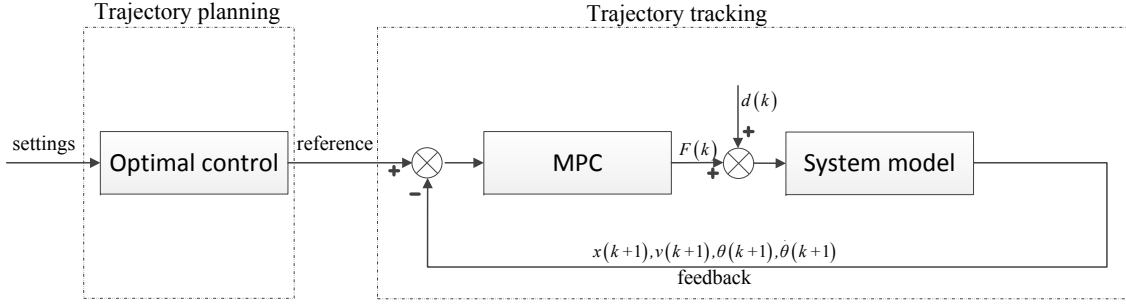 Trajectory planning
Trajectory tracking
d(k)
+
settings
Optimal control
reference
+
−
MPC
F(k)
+
System model
x(k+1),v(k+1),θ(k+1),θ̇(k+1)
feedback